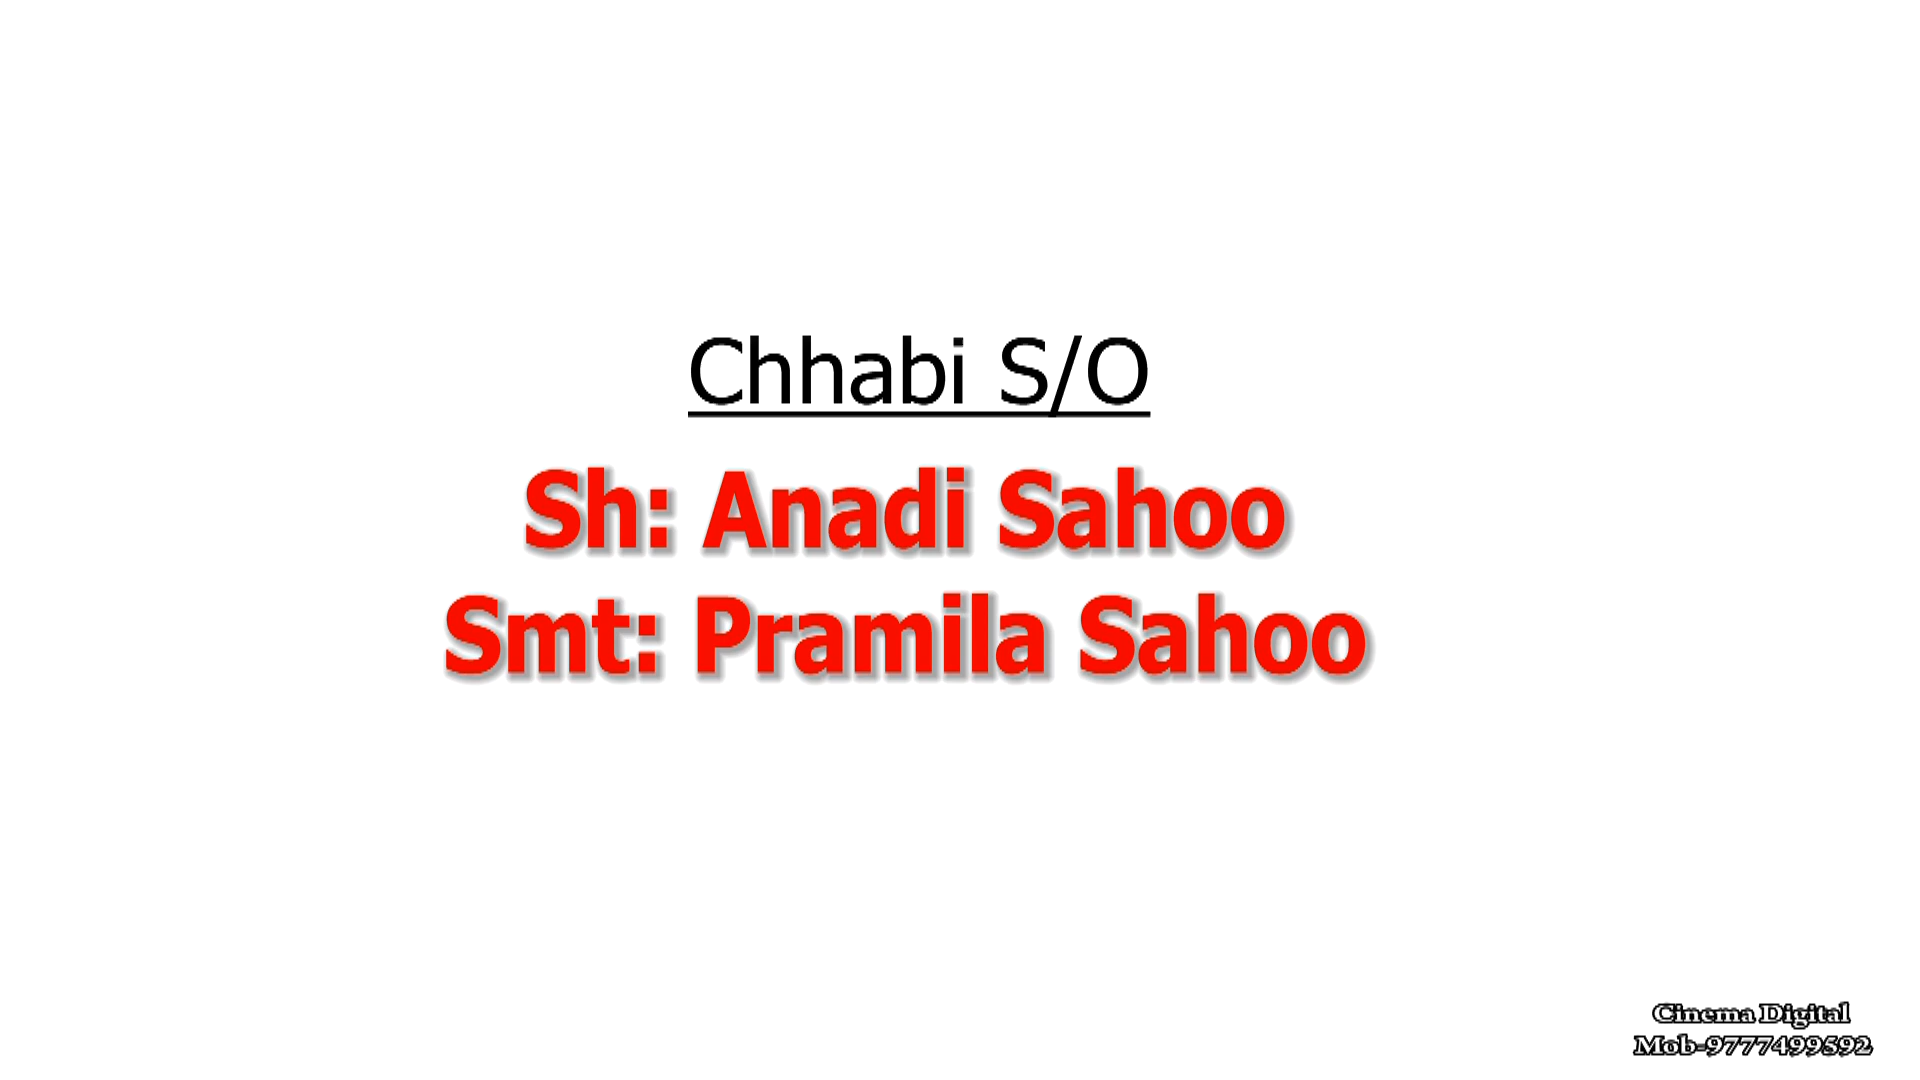 Chhabi S/O
Sh: Anadi Sahoo
Smt: Pramila Sahoo
Cinema Digital
Mob-9777499592